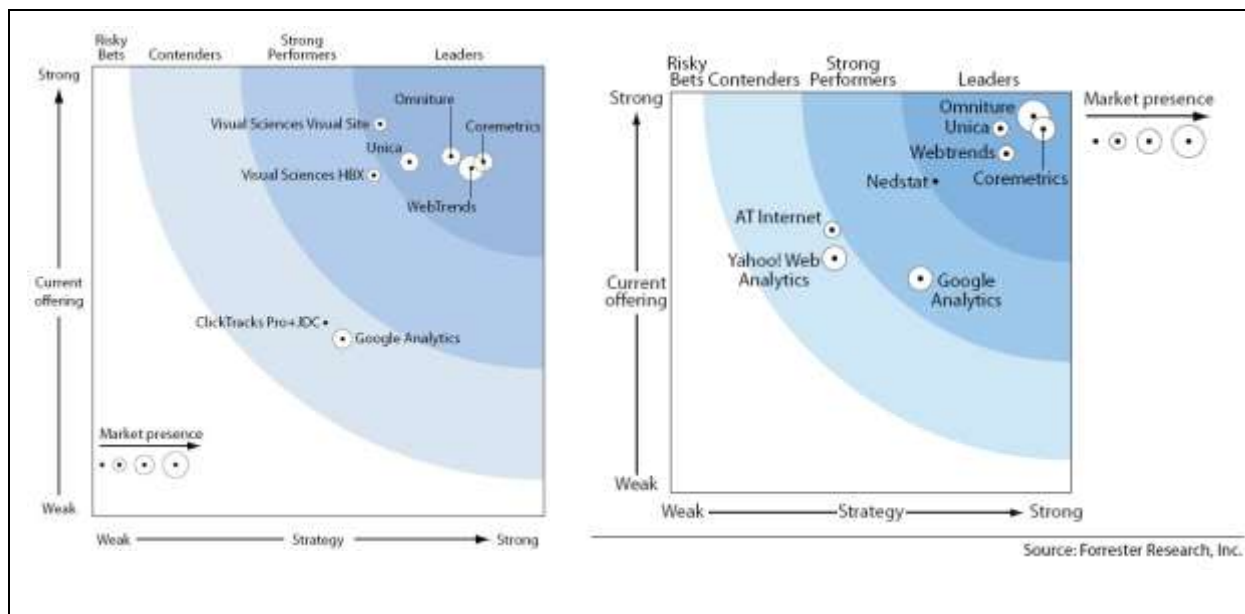 Risky
Bets
Contenders
Strong
Performers
Leaders
Strong
Omniture
Visual Sciences Visual Site
Coremetrics
Unica
Visual Sciences HBX
WebTrends
Current
offering
ClickTracks Pro+JDC
Google Analytics
Market presence
Weak
Weak
Strategy
Strong
Risky
Bets
Contenders
Strong
Performers
Leaders
Strong
Omniture
Market presence
Unica
Webtrends
Coremetrics
Nedstat
AT Internet
Yahoo! Web
Analytics
Current
offering
Google
Analytics
Weak
Weak
Strategy
Strong
Source: Forrester Research, Inc.